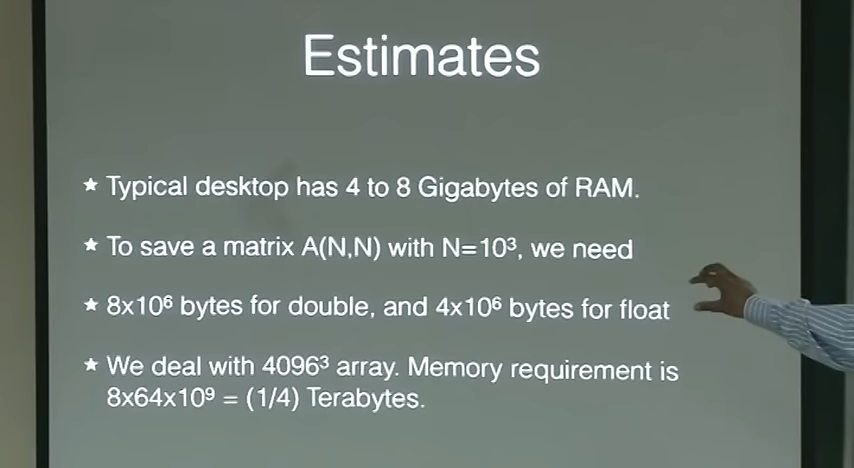 Estimates
★ Typical desktop has 4 to 8 Gigabytes of RAM.
★ To save a matrix A(N,N) with N=10³, we need
★ 8x10⁶ bytes for double, and 4x10⁶ bytes for float
★ We deal with 4096³ array. Memory requirement is
8x64x10⁹ = (1/4) Terabytes.